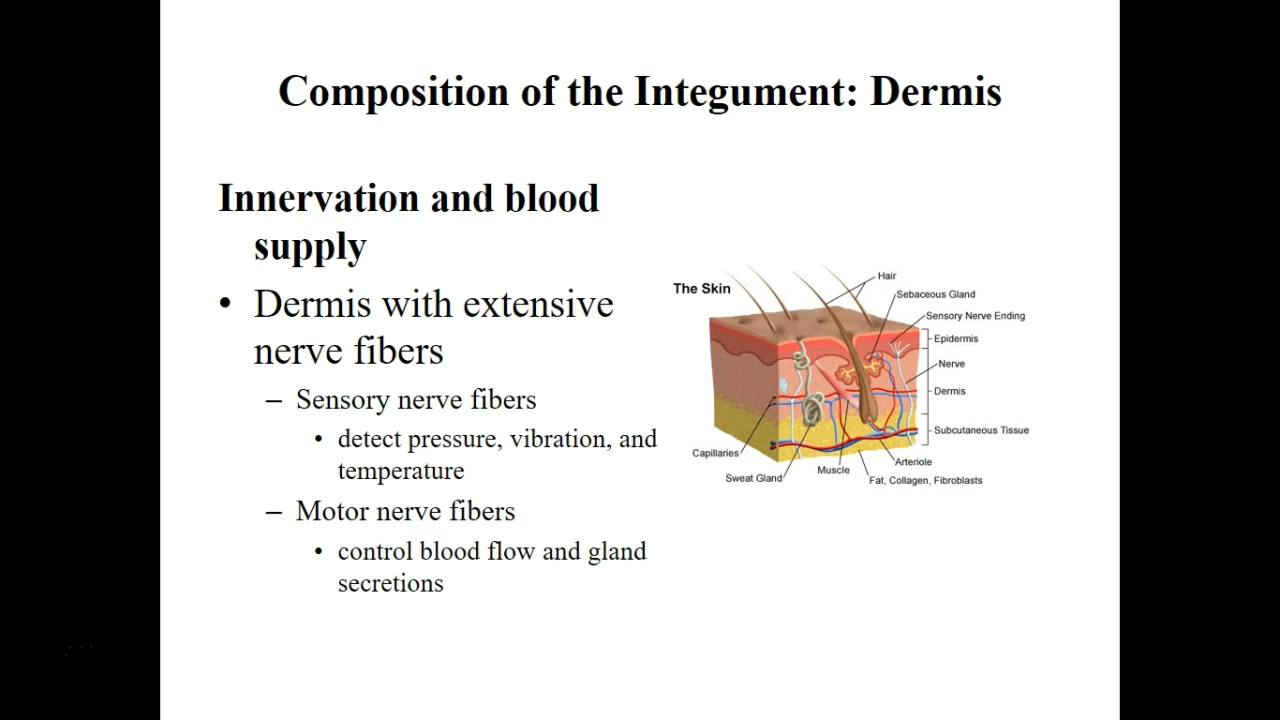 Composition of the Integument: Dermis
Innervation and blood
supply
• Dermis with extensive
nerve fibers
– Sensory nerve fibers
• detect pressure, vibration, and
temperature
– Motor nerve fibers
• control blood flow and gland
secretions
The Skin
Hair
Sebaceous Gland
Sensory Nerve Ending
Epidermis
Nerve
Dermis
Subcutaneous Tissue
Capillaries
Sweat Gland
Muscle
Arteriole
Fat, Collagen, Fibroblasts